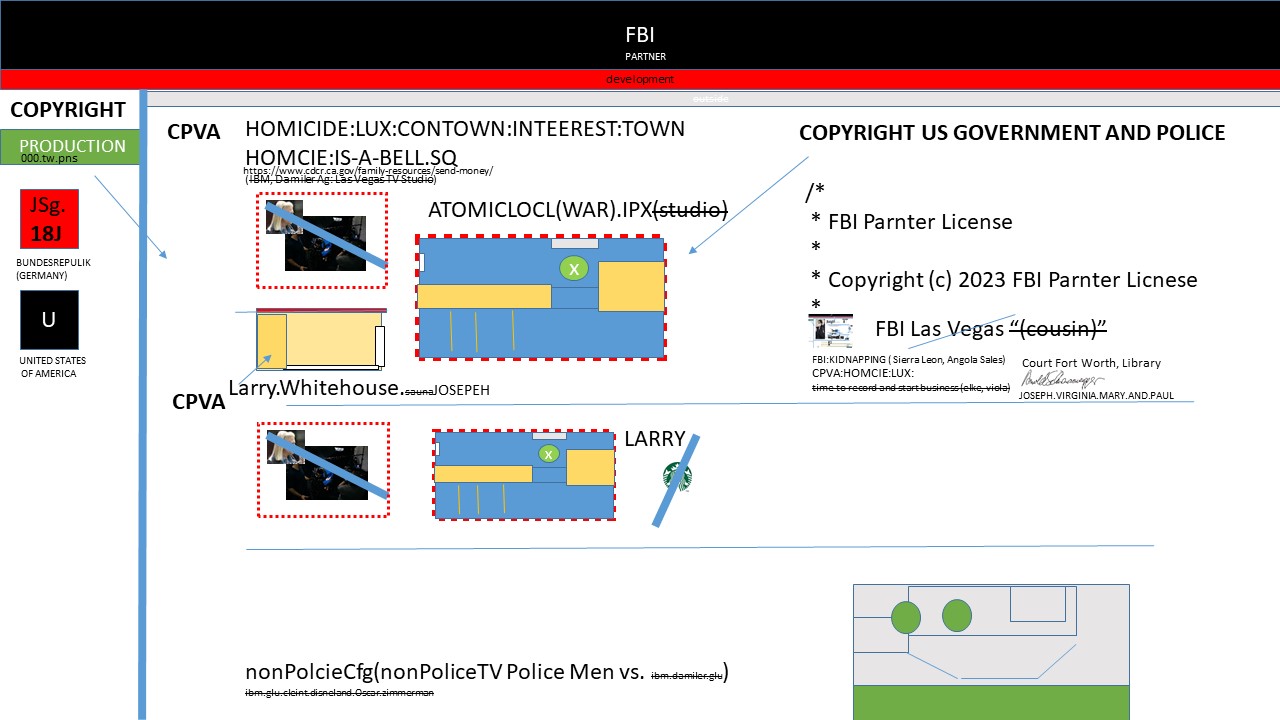 FBI
PARTNER
development
outside
COPYRIGHT
PRODUCTION
000.tw.pns
JSg.
18J
BUNDESREPULIK
(GERMANY)
U
UNITED STATES
OF AMERICA
CPVA
HOMICIDE:LUX:CONTOWN:INTEEREST:TOWN
HOMCIE:IS-A-BELL.SQ
https://www.cdcr.ca.gov/family-resources/send-money/
(IBM, Damiler Ag: Las Vegas TV Studio)
ATOMICLOCL(WAR).IPX(studio)
X
Larry.Whitehouse.saunaJOSEPEH
CPVA
X
LARRY
COPYRIGHT US GOVERNMENT AND POLICE
/*
* FBI Parnter License
*
* Copyright (c) 2023 FBI Parnter Licnese
*
FBI Las Vegas “(cousin)”
FBI:KIDNAPPING ( Sierra Leon, Angola Sales)
CPVA:HOMCIE:LUX:
time to record and start business (elke, viola)
Court Forth Worth, Library
JOSEPH.VIRGINIA.MARY.AND.PAUL
nonPolcieCfg(nonPoliceTV Police Men vs. ibm.damiler.glu)
ibm.glu.cleint.disneland.Oscar.zimmerman